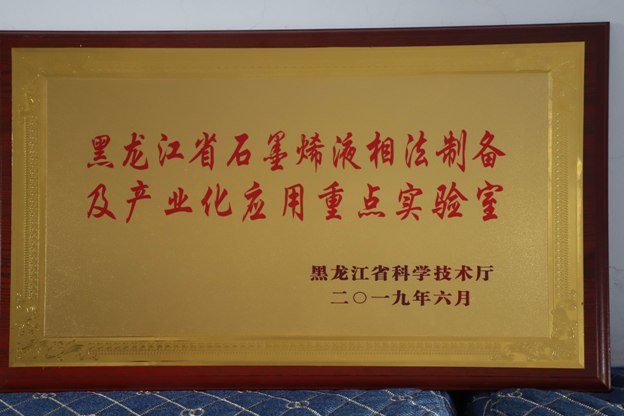 黑龙江省石墨烯液相法制备
及产业化应用重点实验室
黑龙江省科学技术厅
二〇一九年六月